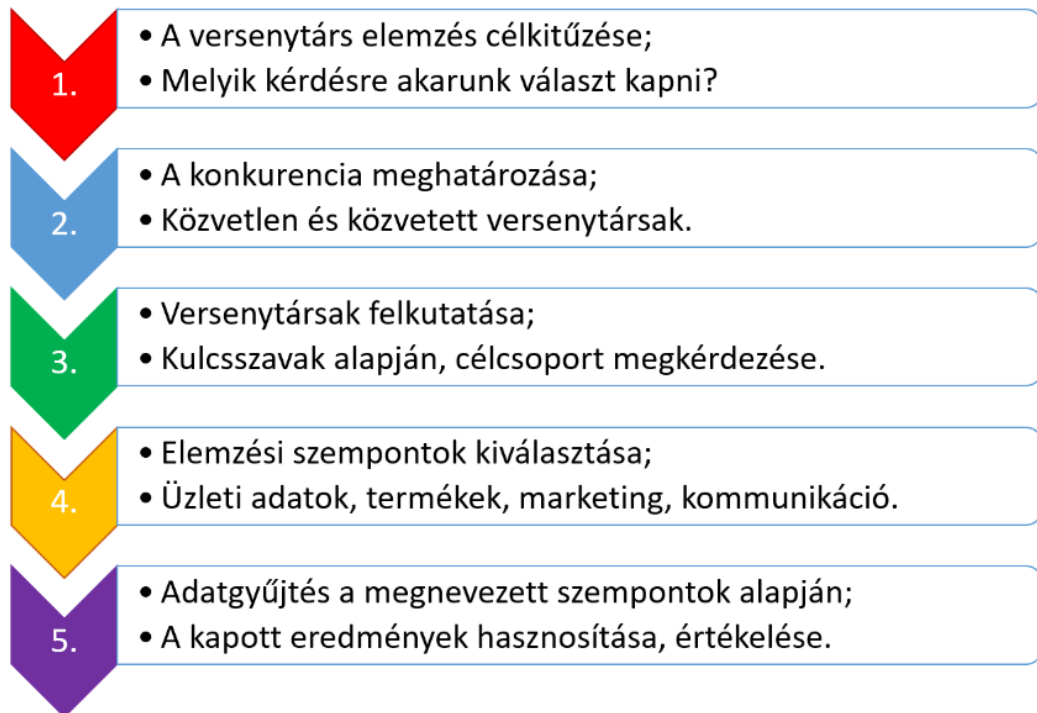 1.
• A versenytárs elemzés célkitűzése;
• Melyik kérdésre akarunk választ kapni?
2.
• A konkurencia meghatározása;
• Közvetlen és közvetett versenytársak.
3.
• Versenytársak felkutatása;
• Kulcsszavak alapján, célcsoport megkérdezése.
4.
• Elemzési szempontok kiválasztása;
• Üzleti adatok, termékek, marketing, kommunikáció.
5.
• Adatgyűjtés a megnevezett szempontok alapján;
• A kapott eredmények hasznosítása, értékelése.